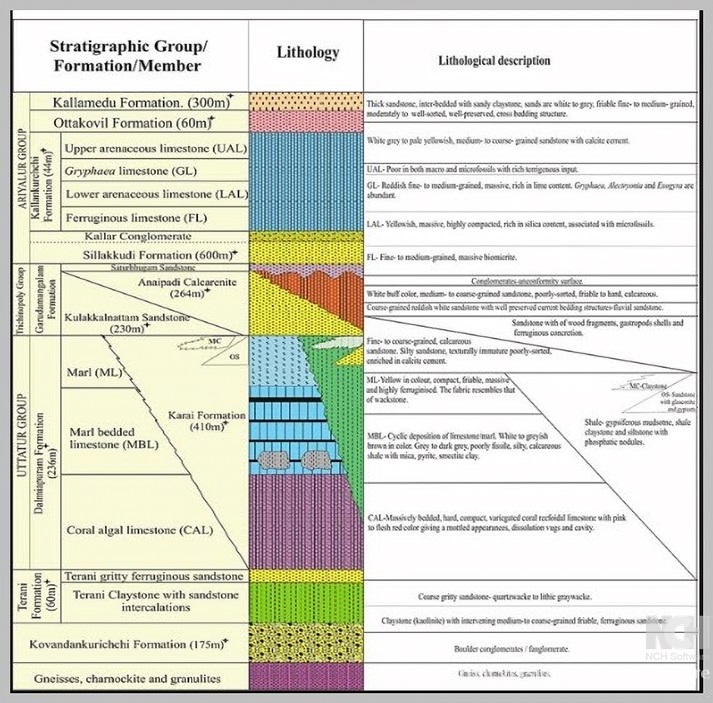 Stratigraphic Group/
Formation/Member
Lithology
Lithological description
ARIYALUR GROUP
Kallamedu Formation. (300m)✦
Thick sandstone, inter-bedded with sandy claystone, sands are white to grey, friable fine- to medium- grained,
moderately to well-sorted, well-preserved, cross bedding structure.
Ottakovil Formation (60m)✦
Kallankurchchi
Formation (44m)✦
Upper arenaceous limestone (UAL)
White grey to pale yellowish, medium- to coarse- grained sandstone with calcite cement.
Gryphaea limestone (GL)
UAL- Poor in both macro and microfossils with rich terrigenous input.
GL- Reddish fine- to medium-grained, massive, rich in lime content. Gryphaea, Alectryonia and Exogyra are
abundant.
Lower arenaceous limestone (LAL)
Ferruginous limestone (FL)
LAL- Yellowish, massive, highly compacted, rich in silica content, associated with microfossils.
Kallar Conglomerate
Sillakkudi Formation (600m)✦
FL- Fine- to medium-grained, massive biomicrite.
Trichinopoly Group
Garudamangalam
Formation
Saturbhugam Sandstone
Conglomerates-unconformity surface.
Anaipadi Calcarenite
(264m)✦
White buff color, medium- to coarse-grained sandstone, poorly-sorted, friable to hard, calcareous.
Coarse-grained reddish white sandstone with well preserved current bedding structures-fluvial sandstone.
Kulakkalnattam Sandstone
(230m)✦
Sandstone with of wood fragments, gastropods shells and
ferruginous concretion.
Fine- to coarse-grained, calcareous
sandstone. Silty sandstone, texturally immature poorly-sorted,
enriched in calcite cement.
UTTATUR GROUP
Dalmiapuram Formation
(236m)✦
MC
OS
Marl (ML)
ML-Yellow in colour, compact, friable, massive
and highly ferruginised. The fabric resembles that
of wackstone.
MC-Claystone
OS-Sandstone
with glauconite
and gypsum
Karai Formation
(410m)✦
Shale- gypsiferous mudsotne, shale
claystone and siltstone with
phosphatic nodules.
Marl bedded
limestone (MBL)
MBL- Cyclic deposition of limestone/marl. White to greyish
brown in color. Grey to dark grey, poorly fissile, silty, calcareous
shale with mica, pyrite, smectite clay.
Coral algal limestone (CAL)
CAL-Massively bedded, hard, compact, variegated coral reefoidal limestone with pink
to flesh red color giving a mottled appearances, dissolution vugs and cavity.
Terani
Formation
(60m)✦
Terani gritty ferruginous sandstone
Coarse gritty sandstone- quartzwacke to lithic graywacke.
Terani Claystone with sandstone
intercalations
Claystone (kaolinite) with intervening medium-to coarse-grained friable, ferruginous sandstone.
Kovandankurichchi Formation (175m)✦
Boulder conglomerates / fanglomerate.
Gneisses, charnockite and granulites
Gneiss, charnokites, granulites.
NCH
NCH Software